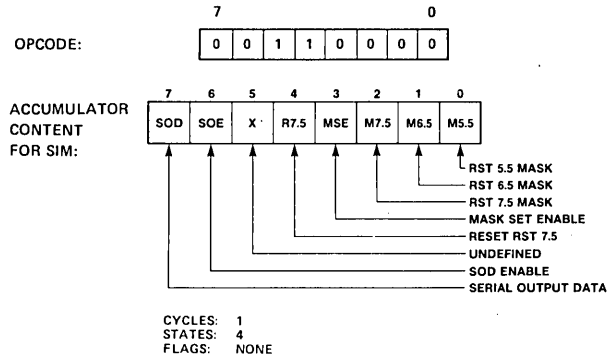 7 0
OPCODE: 0 0 1 1 0 0 0 0
7 6 5 4 3 2 1 0
ACCUMULATOR
CONTENT
FOR SIM:
SOD SOE X R7.5 MSE M7.5 M6.5 M5.5
RST 5.5 MASK
RST 6.5 MASK
RST 7.5 MASK
MASK SET ENABLE
RESET RST 7.5
UNDEFINED
SOD ENABLE
SERIAL OUTPUT DATA
CYCLES: 1
STATES: 4
FLAGS: NONE